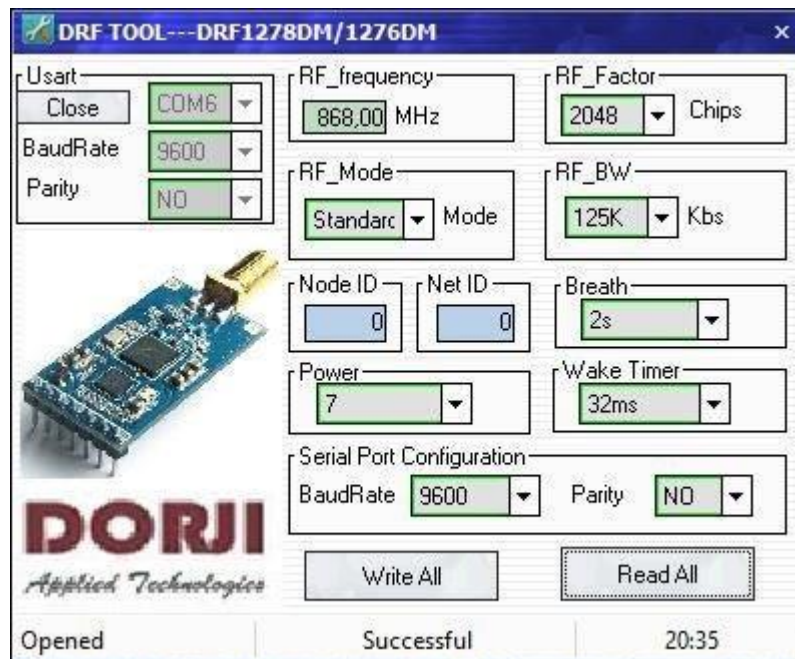 DRF TOOL---DRF1278DM/1276DM
Usart
Close COM6
BaudRate 9600
Parity NO
RF_frequency
868,00 MHz
RF_Factor
2048 Chips
RF_Mode
Standarc Mode
RF_BW
125K Kbs
Node ID
0
Net ID
0
Breath
2s
Power
7
Wake Timer
32ms
Serial Port Configuration
BaudRate 9600 Parity NO
Write All Read All
DORJI
Applied Technologies
Opened Successful 20:35